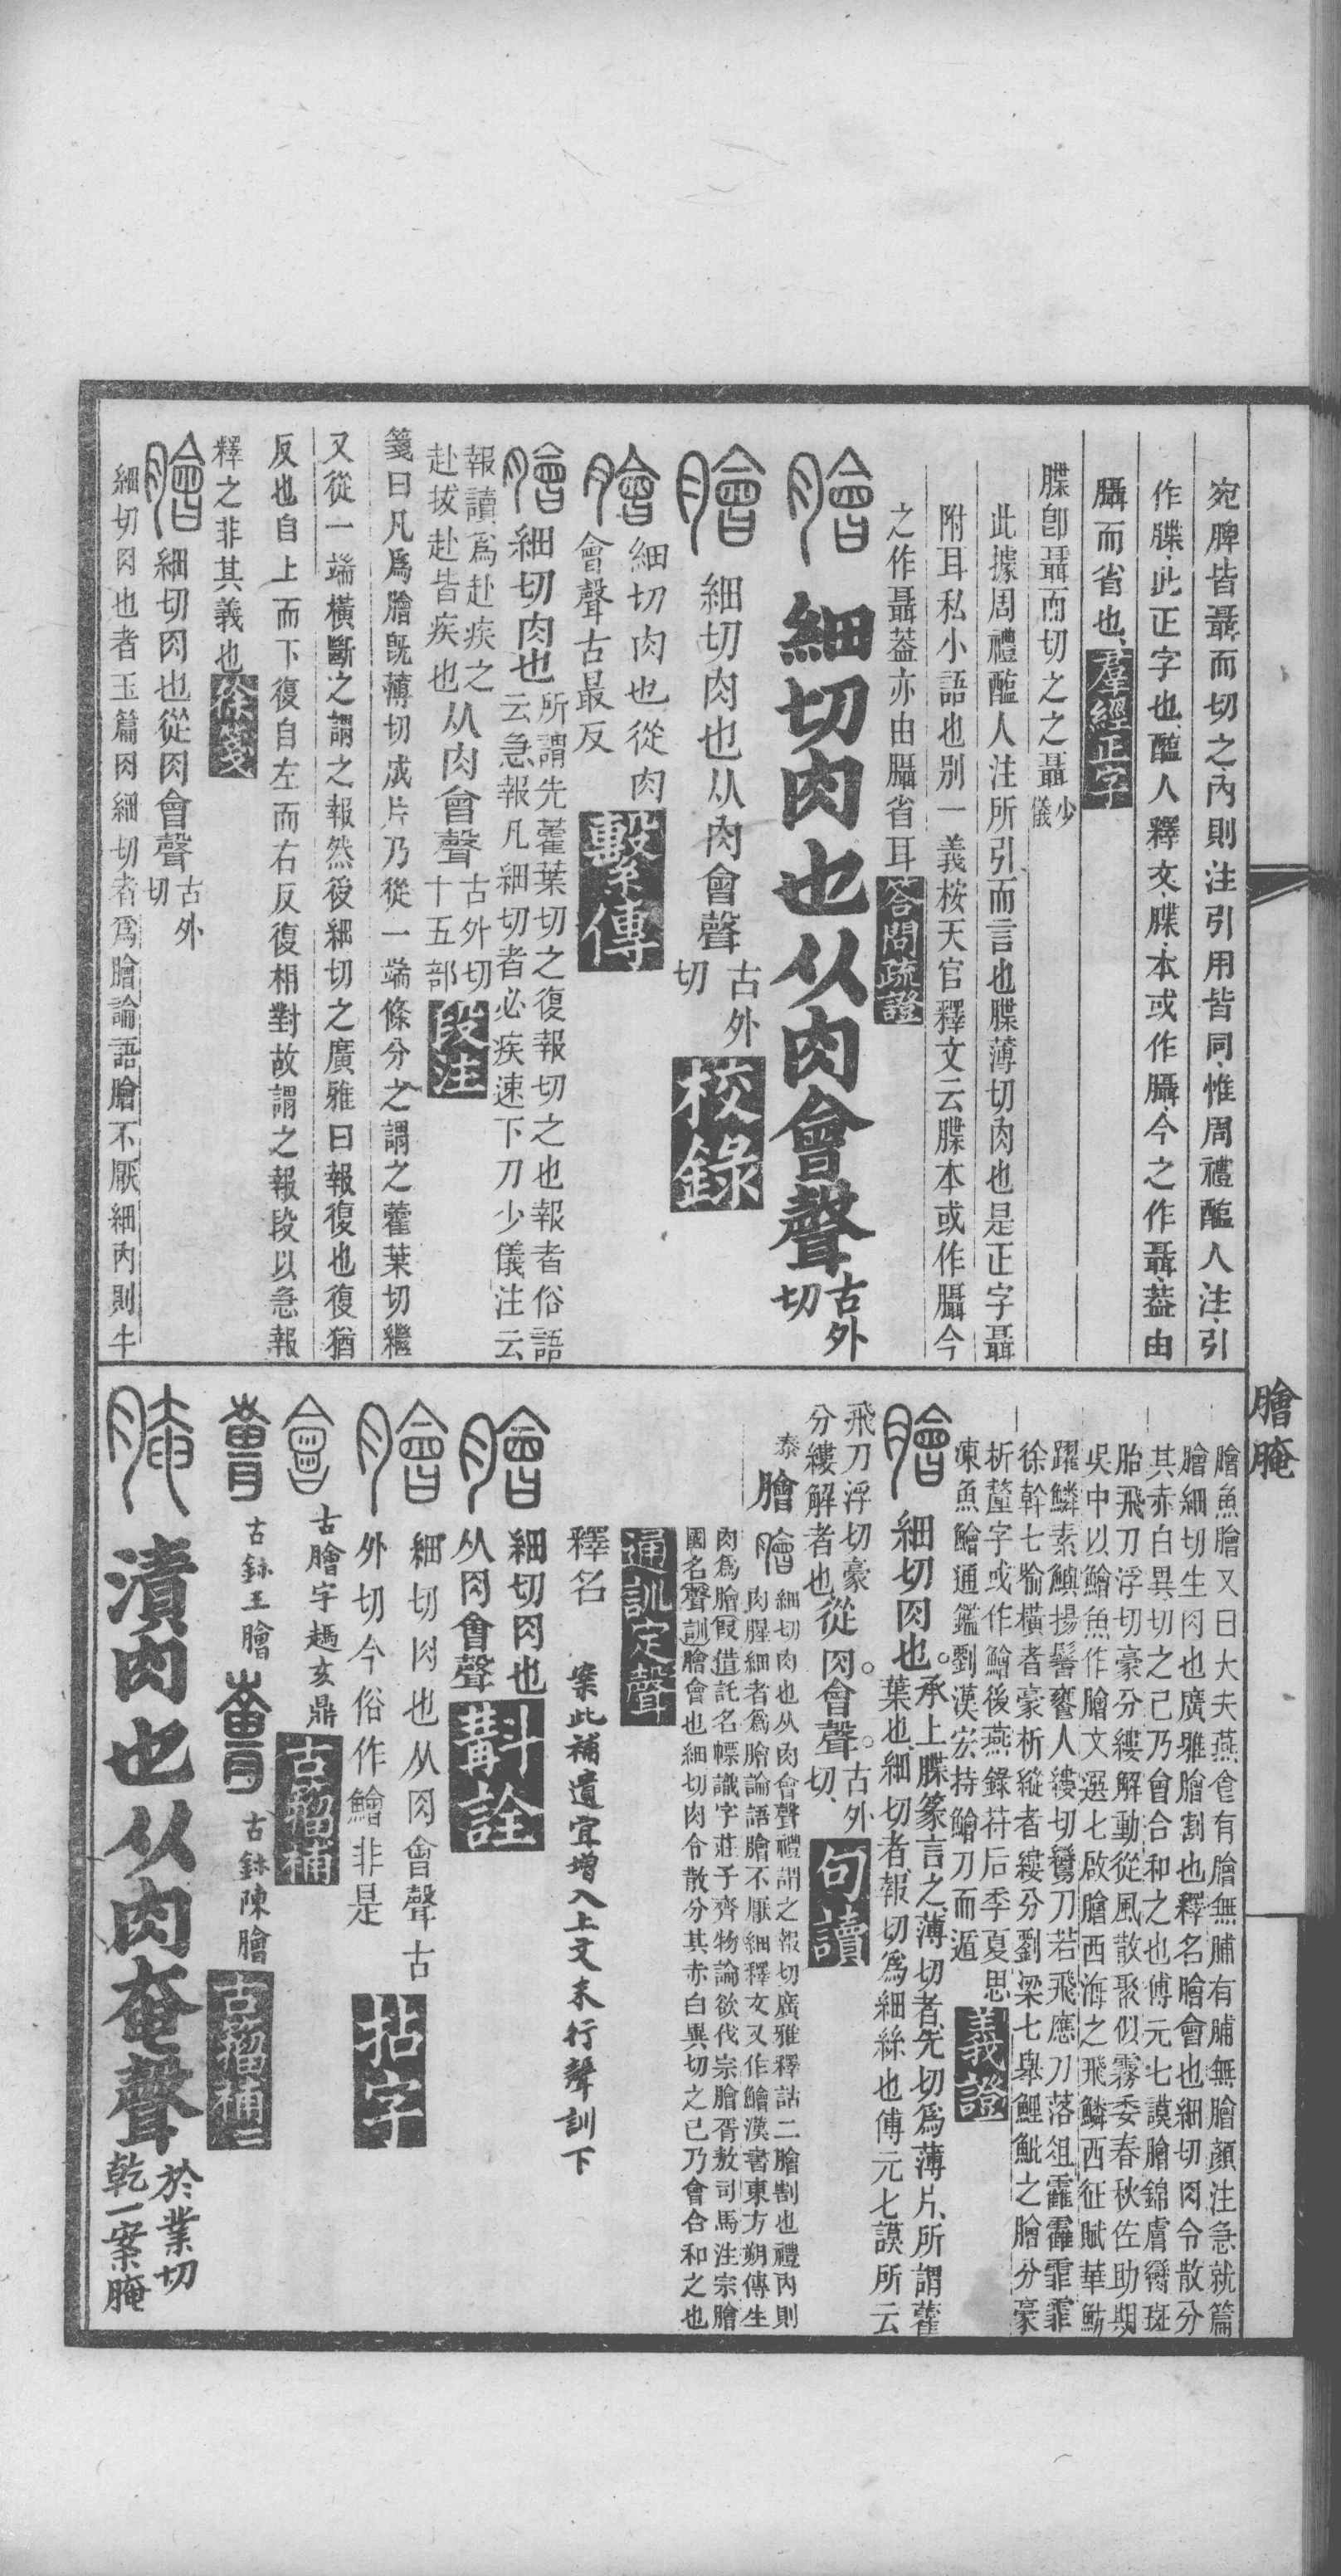 膾腌
宛脾皆聶而切之內則注引用皆同惟周禮醢人注引
作牒此正字也醢人釋文牒本或作牑今之作聶葢由
牑而省也羣經正字
牒卽聶而切之之聶少儀
此據周禮醢人注所引而言也牒薄切肉也是正字聶
附耳私小語也別一義桉天官釋文云牒本或作牑今
之作聶葢亦由牑省耳答問疏證
膾細切肉也从肉會聲古外切
膾細切肉也从肉會聲古外切校錄
膾細切肉也從肉
會聲古最反繫傳
膾細切肉也所謂先藿葉切之復報切之也報者俗語
云急報凡細切者必疾速下刀少儀注云
報讀爲赴疾之
赴拔赴皆疾也从肉會聲古外切十五部段注
箋曰凡爲膾旣薄切成片乃從一端條分之謂之藿葉切繼
又從一端橫斷之謂之報然後細切之廣雅曰報復也復猶
反也自上而下復自左而右反復相對故謂之報段以急報
釋之非其義也徐箋
膾細切肉也從肉會聲古外切
細切肉也者玉篇肉細切者爲膾論語膾不厭細內則牛
膾魚膾又曰大夫燕食有膾無脯有脯無膾顏注急就篇
膾細切生肉也廣雅膾割也釋名膾會也細切肉令散分
其赤白異切之已乃會合和之也傅元七謨膾錦膚臠斑
胎飛刀浮切豪分縷解動從風散聚似霧委春秋佐助期
吳中以鱠魚作膾文選七啟膾西海之飛鱗西征賦華魴
躍鱗素鱮揚鬐饔人縷切鸞刀若飛應刀落俎靃靃霏霏
徐幹七喻橫者豪析縱者縷分劉梁七舉鯉鮅之膾分豪
析釐字或作鱠後燕錄苻后季夏思
凍魚鱠通鑑劉漢宏持鱠刀而遁義證
膾細切肉也。承上牒篆言之薄切者先切爲薄片所謂藿
葉也細切者報切爲細絲也傅元七謨所云
飛刀浮切豪
分縷解者也從肉會聲。古外切句讀
泰膾膾細切肉也从肉會聲禮謂之報切廣雅釋詁二膾割也禮內則
肉腥細者爲膾論語膾不厭細釋文又作鱠漢書東方朔傳生
肉爲膾叚借託名幖識字莊子齊物論欲伐宗膾胥敖司馬注宗膾
國名聲訓膾會也細切肉令散分其赤白異切之已乃會合和之也
通訓定聲
釋名案此補遺宜增入上文末行聲訓下
膾細切肉也
从肉會聲斠詮
膾細切肉也从肉會聲古
外切今俗作鱠非是拈字
古膾字趞亥鼎古籀補
古鉥王膾古鉥陳膾古籀補
腌漬肉也从肉奄聲於業切
乾一案腌